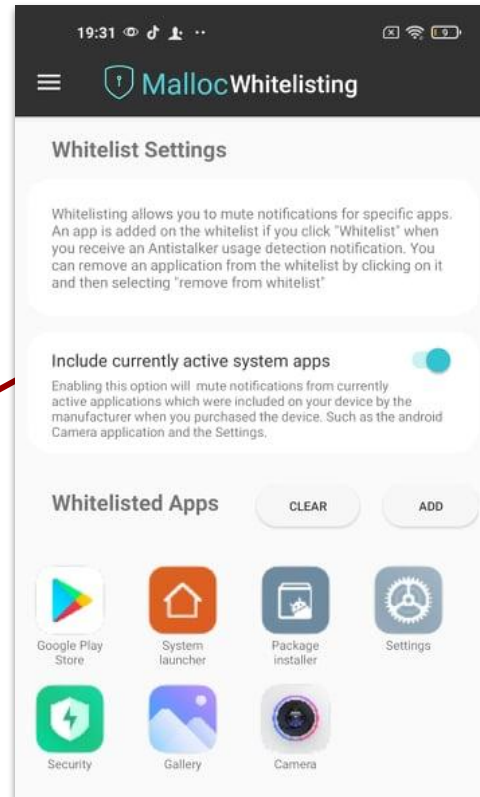 19:31
Malloc Whitelisting
Whitelist Settings
Whitelisting allows you to mute notifications for specific apps.
An app is added on the whitelist if you click "Whitelist" when
you receive an Antistalker usage detection notification. You
can remove an application from the whitelist by clicking on it
and then selecting "remove from whitelist"
Include currently active system apps
Enabling this option will mute notifications from currently
active applications which were included on your device by the
manufacturer when you purchased the device. Such as the android
Camera application and the Settings.
Whitelisted Apps CLEAR ADD
Google Play Store
System launcher
Package installer
Settings
Security Gallery Camera